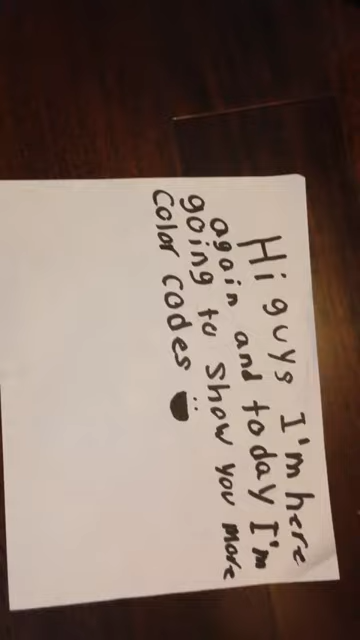 Hi guys I'm here
again and today I'm
going to show you more
color codes